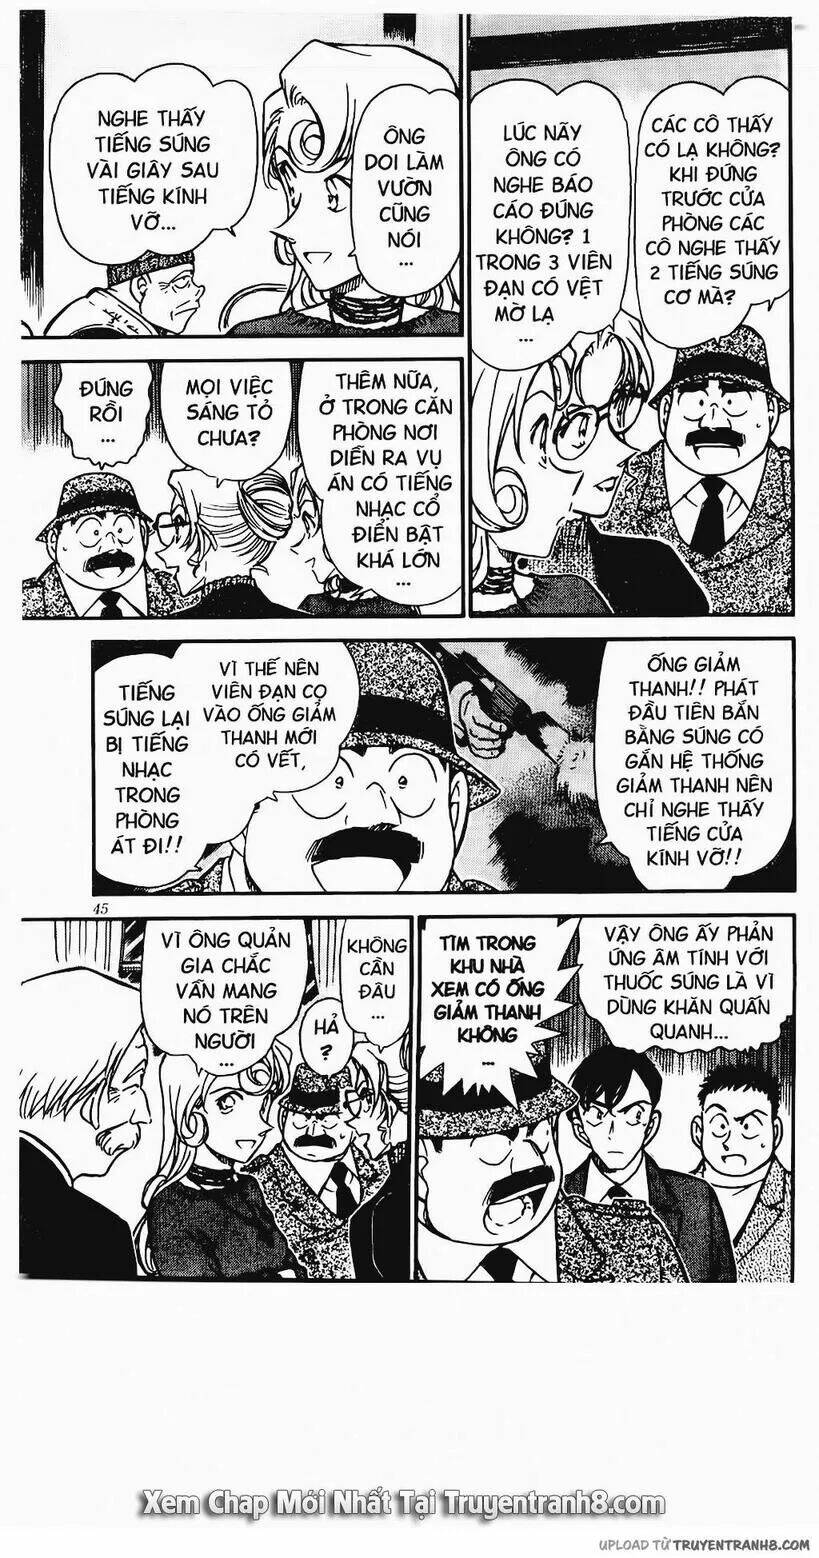 CÁC CÔ THẤY
CÓ LẠ KHÔNG?
KHI ĐỨNG
TRƯỚC CỬA
PHÒNG CÁC
CÔ NGHE THẤY
2 TIẾNG SÚNG
CƠ MÀ?
LÚC NÃY
ÔNG CÓ
NGHE BÁO
CÁO ĐÚNG
KHÔNG? 1
TRONG 3 VIÊN
ĐẠN CÓ VỆT
MỜ LẠ
...
ÔNG
DOI LÀM
VƯỜN
CŨNG
NÓI
...
NGHE THẤY
TIẾNG SÚNG
VÀI GIÂY SAU
TIẾNG KÍNH
VỠ...
THÊM NỮA,
Ở TRONG CĂN
PHÒNG NƠI
DIỂN RA VỤ
ÁN CÓ TIẾNG
NHẠC CỔ
ĐIỂN BẬT
KHÁ LỚN
...
MỌI VIỆC
SÁNG TỎ
CHƯA?
ĐÚNG
RỒI
...
ỐNG GIẢM
THANH!! PHÁT
ĐẦU TIÊN BẮN
BẰNG SÚNG CÓ
GẮN HỆ THỐNG
GIẢM THANH NÊN
CHỈ NGHE THẤY
TIẾNG CỬA
KÍNH VỠ!!
VÌ THẾ NÊN
VIÊN ĐẠN CỌ
VÀO ỐNG GIẢM
THANH MỚI
CÓ VẾT,
TIẾNG
SÚNG LẠI
BỊ TIẾNG
NHẠC
TRONG
PHÒNG
ÁT ĐI!!
45
VẬY ÔNG ẤY PHẢN
ỨNG ÂM TÍNH VỚI
THUỐC SÚNG LÀ VÌ
DÙNG KHĂN QUẤN
QUANH...
TÌM TRONG
KHU NHÀ
XEM CÓ ỐNG
GIẢM THANH
KHÔNG
...
KHÔNG
CẦN
ĐÂU
...
HẢ
?
VÌ ÔNG QUẢN
GIA CHẮC
VẪN MANG
NÓ TRÊN
NGƯỜI
...
Xem Chap Mới Nhất Tại Truyentranh8.com
UPLOAD TỪ TRUYENTRANH8.COM